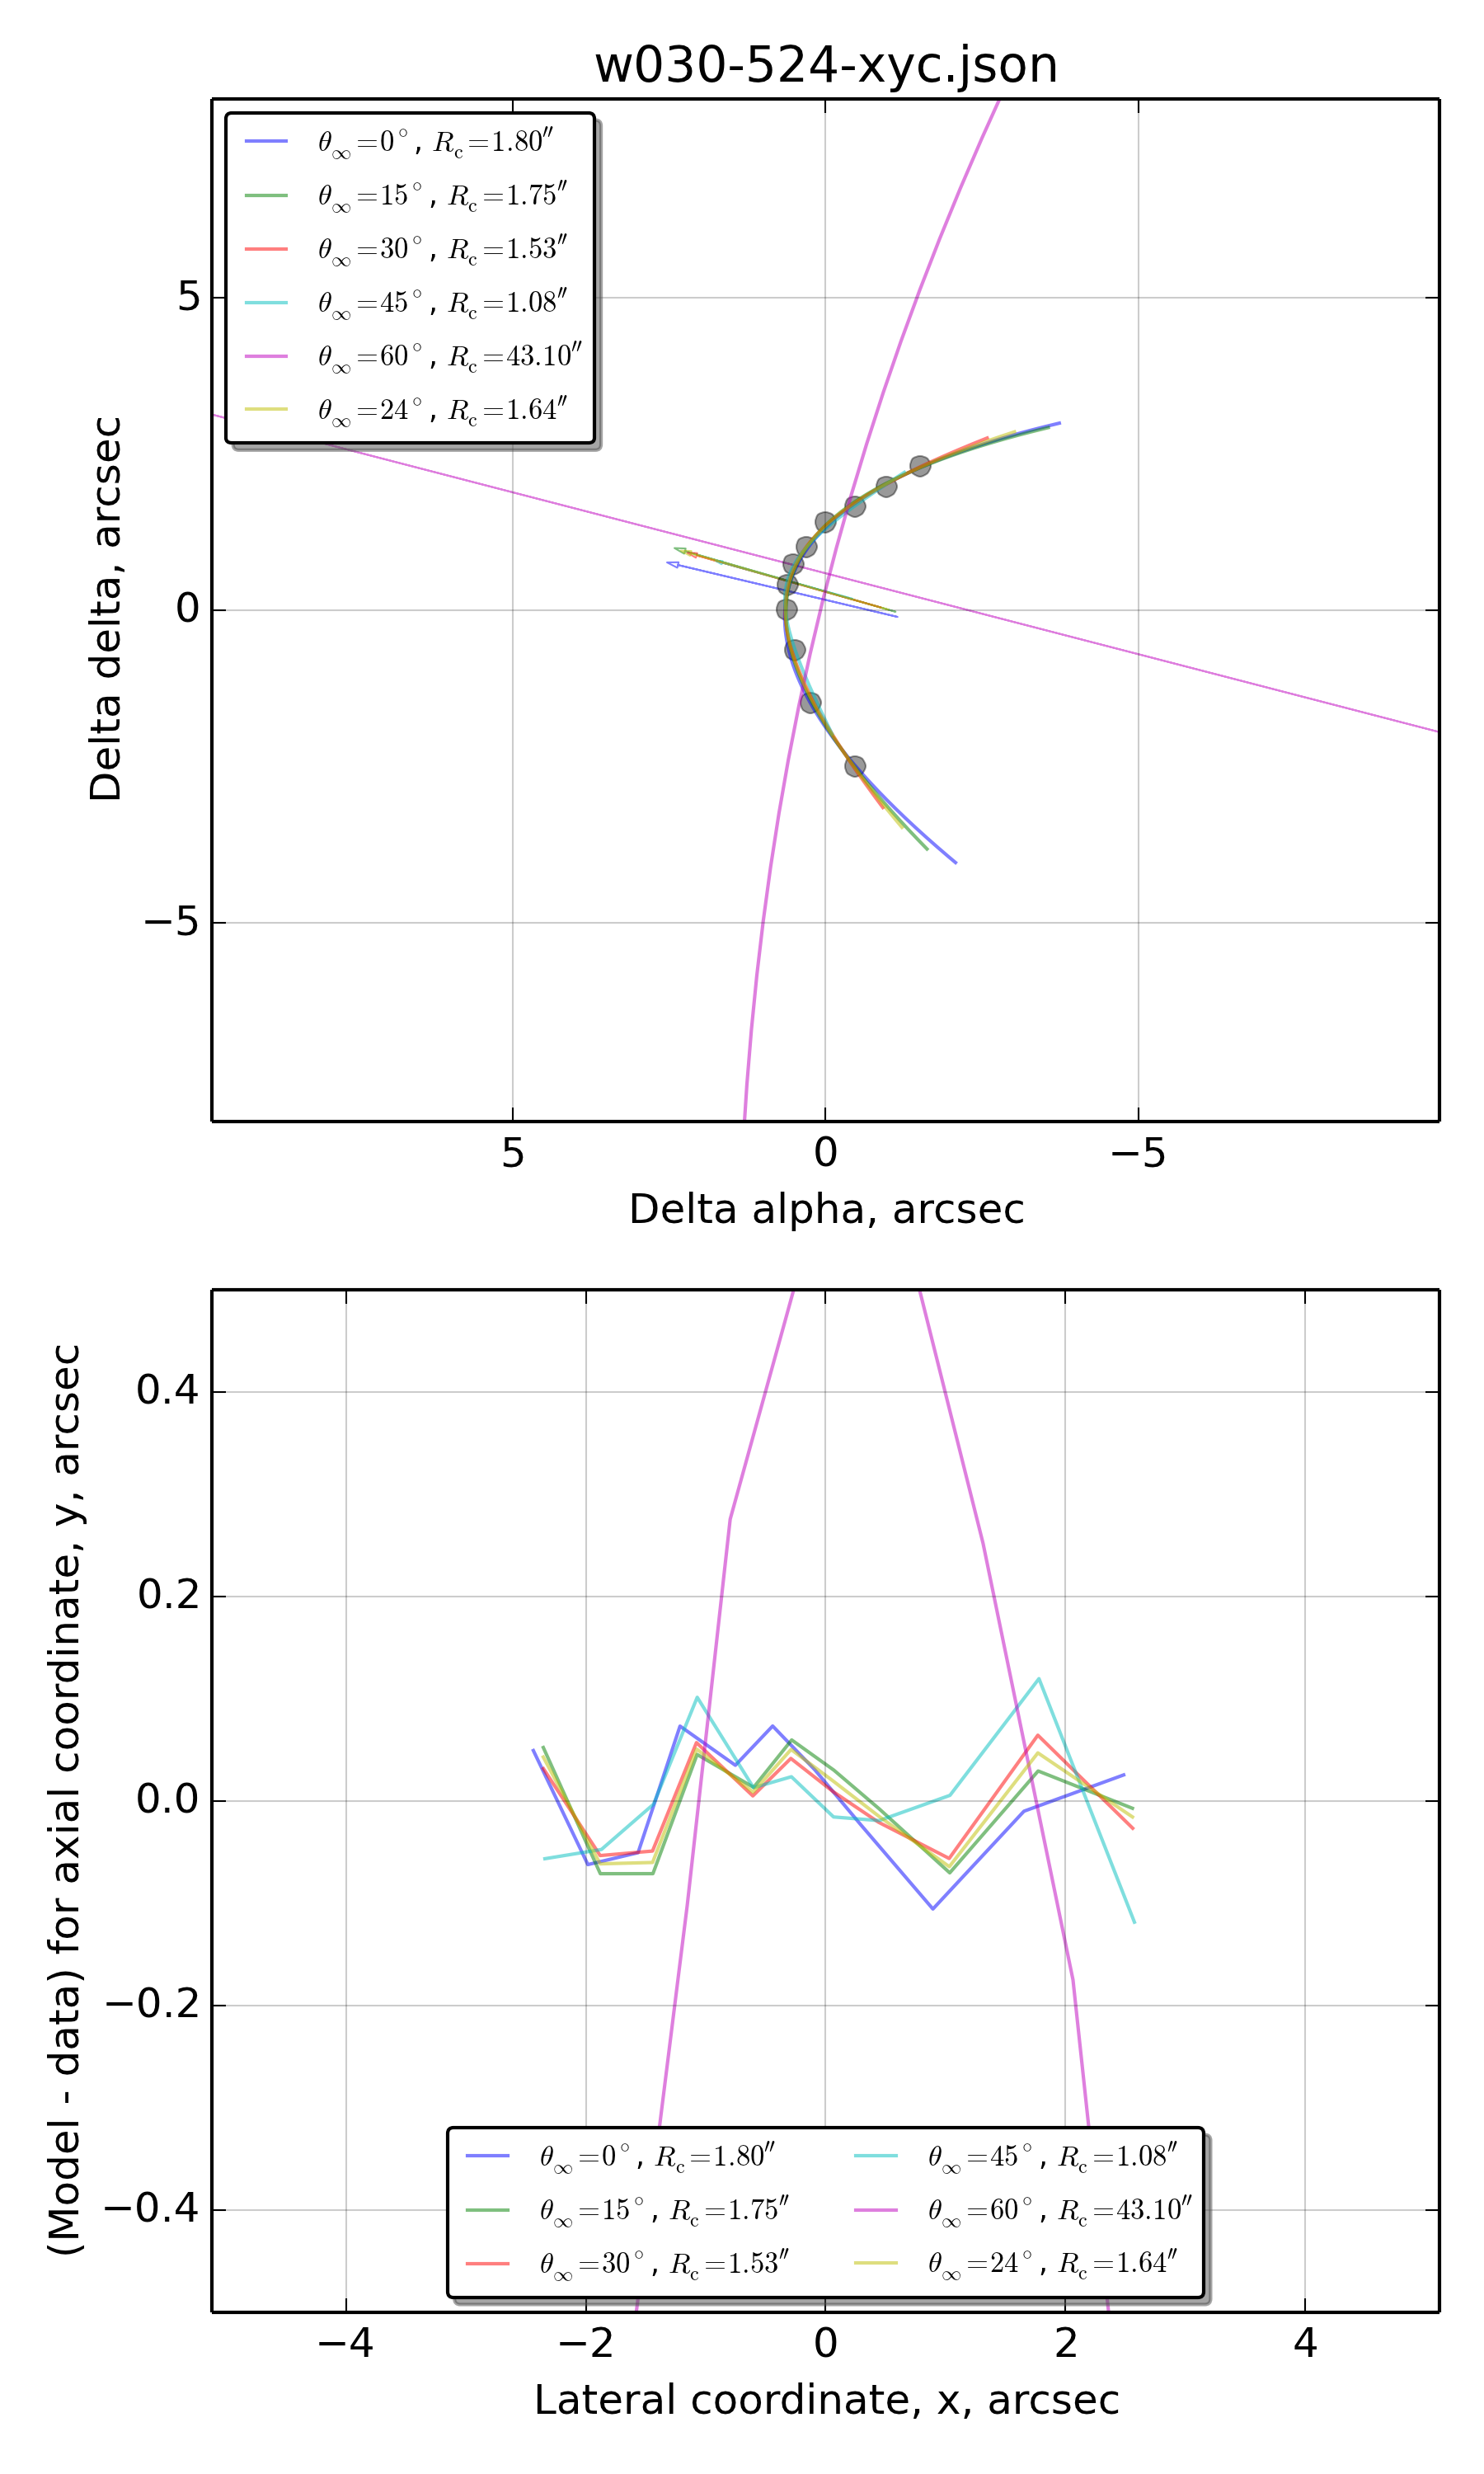 w030-524-xyc.json
θ∞=0°, Rc=1.80″
θ∞=15°, Rc=1.75″
θ∞=30°, Rc=1.53″
θ∞=45°, Rc=1.08″
θ∞=60°, Rc=43.10″
θ∞=24°, Rc=1.64″
5
0
−5
Delta delta, arcsec
5 0 −5
Delta alpha, arcsec
0.4
0.2
0.0
−0.2
−0.4
(Model - data) for axial coordinate, y, arcsec
θ∞=0°, Rc=1.80″ θ∞=45°, Rc=1.08″
θ∞=15°, Rc=1.75″ θ∞=60°, Rc=43.10″
θ∞=30°, Rc=1.53″ θ∞=24°, Rc=1.64″
−4 −2 0 2 4
Lateral coordinate, x, arcsec